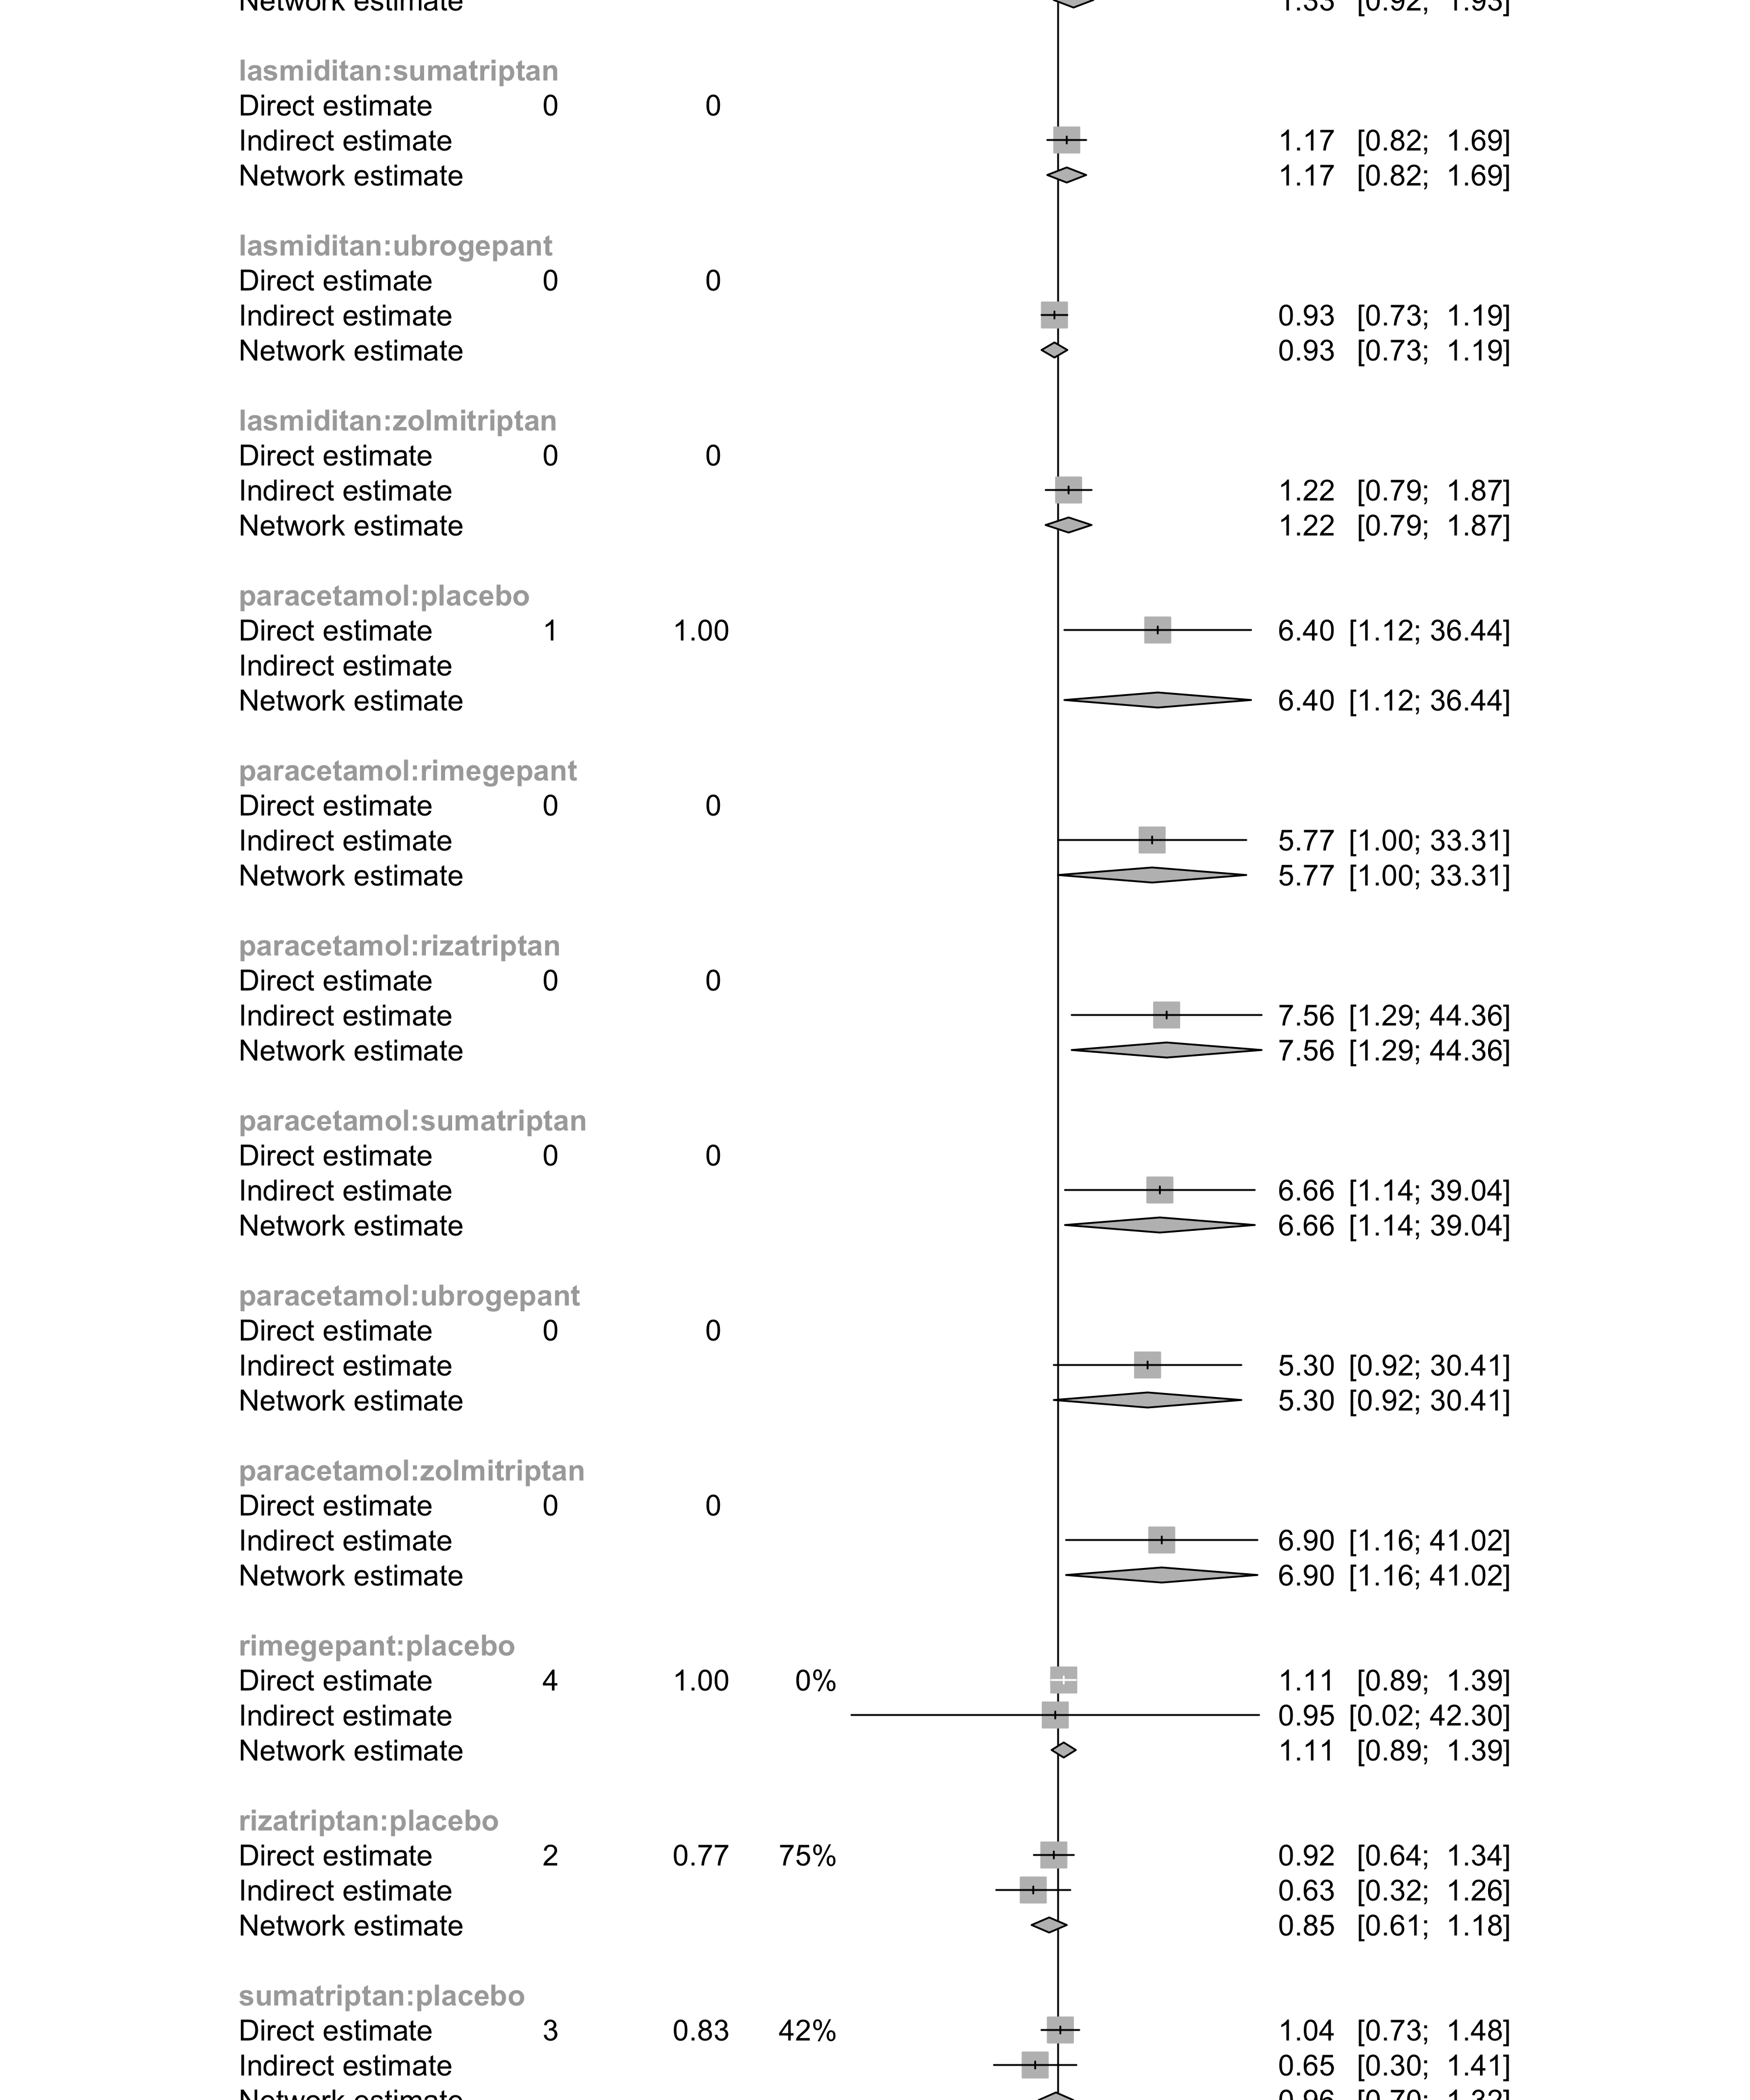 Network estimate 1.33 [0.92; 1.93]
lasmiditan:sumatriptan
Direct estimate 0 0
Indirect estimate 1.17 [0.82; 1.69]
Network estimate 1.17 [0.82; 1.69]
lasmiditan:ubrogepant
Direct estimate 0 0
Indirect estimate 0.93 [0.73; 1.19]
Network estimate 0.93 [0.73; 1.19]
lasmiditan:zolmitriptan
Direct estimate 0 0
Indirect estimate 1.22 [0.79; 1.87]
Network estimate 1.22 [0.79; 1.87]
paracetamol:placebo
Direct estimate 1 1.00 6.40 [1.12; 36.44]
Indirect estimate
Network estimate 6.40 [1.12; 36.44]
paracetamol:rimegepant
Direct estimate 0 0
Indirect estimate 5.77 [1.00; 33.31]
Network estimate 5.77 [1.00; 33.31]
paracetamol:rizatriptan
Direct estimate 0 0
Indirect estimate 7.56 [1.29; 44.36]
Network estimate 7.56 [1.29; 44.36]
paracetamol:sumatriptan
Direct estimate 0 0
Indirect estimate 6.66 [1.14; 39.04]
Network estimate 6.66 [1.14; 39.04]
paracetamol:ubrogepant
Direct estimate 0 0
Indirect estimate 5.30 [0.92; 30.41]
Network estimate 5.30 [0.92; 30.41]
paracetamol:zolmitriptan
Direct estimate 0 0
Indirect estimate 6.90 [1.16; 41.02]
Network estimate 6.90 [1.16; 41.02]
rimegepant:placebo
Direct estimate 4 1.00 0% 1.11 [0.89; 1.39]
Indirect estimate 0.95 [0.02; 42.30]
Network estimate 1.11 [0.89; 1.39]
rizatriptan:placebo
Direct estimate 2 0.77 75% 0.92 [0.64; 1.34]
Indirect estimate 0.63 [0.32; 1.26]
Network estimate 0.85 [0.61; 1.18]
sumatriptan:placebo
Direct estimate 3 0.83 42% 1.04 [0.73; 1.48]
Indirect estimate 0.65 [0.30; 1.41]
Network estimate 0.96 [0.70; 1.32]